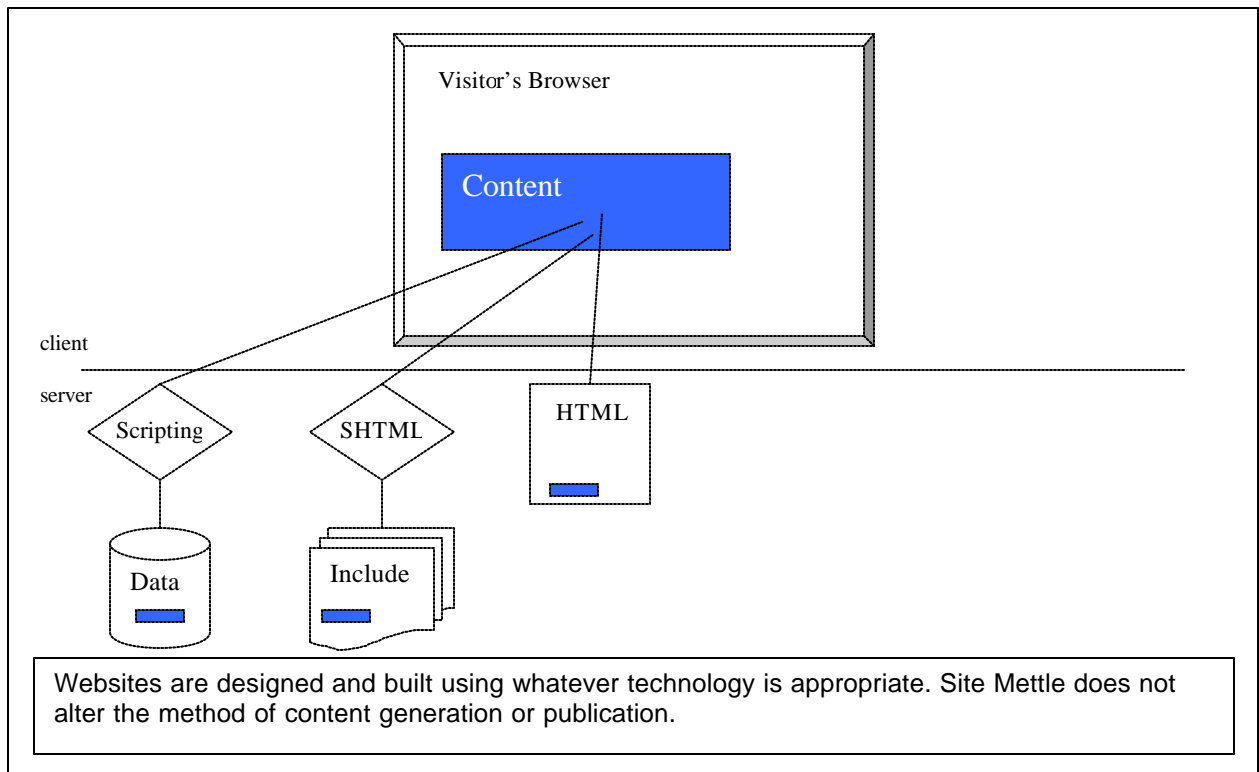 Visitor's Browser
Content
client
server
Scripting
SHTML
HTML
Data
Include
Websites are designed and built using whatever technology is appropriate. Site Mettle does not
alter the method of content generation or publication.